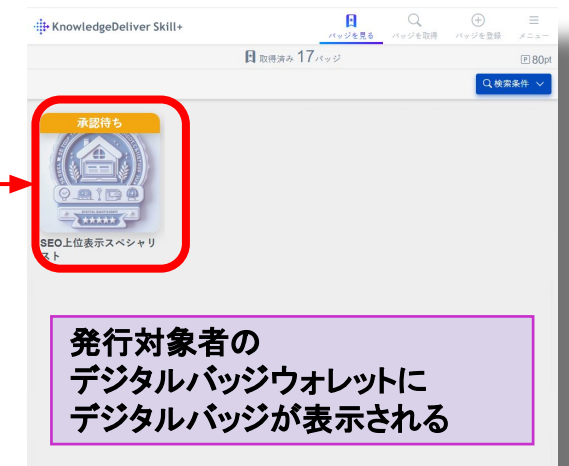 KnowledgeDeliver Skill+
バッジを見る
バッジを取得
バッジを登録
メニュー
取得済み 17バッジ
P 80pt
検索条件
承認待ち
SEO上位表示スペシャリ
スト
発行対象者の
デジタルバッジウォレットに
デジタルバッジが表示される